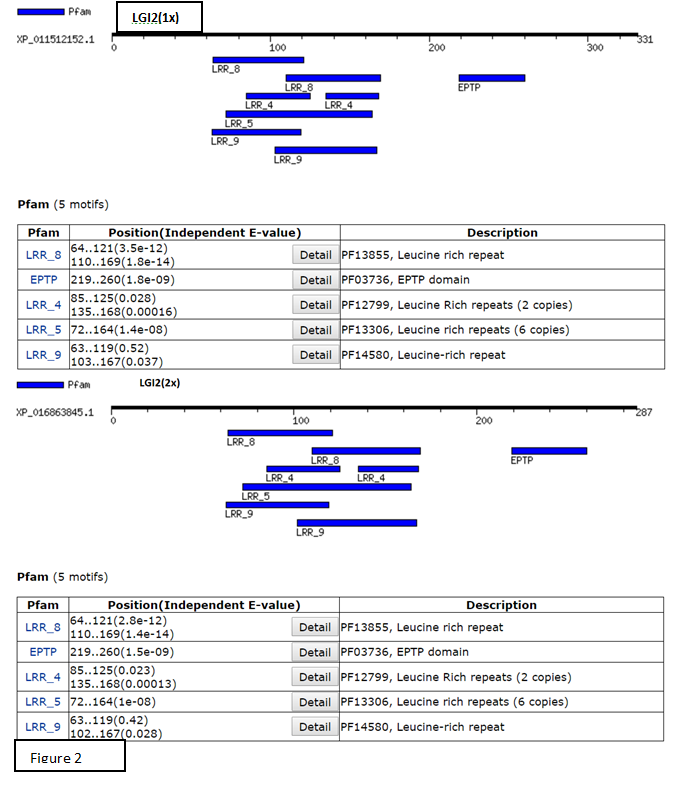 Pfam
LGI2(1x)
XP_011512152.1
0 100 200 300 331
LRR_8
LRR_8 EPTP
LRR_4 LRR_4
LRR_5
LRR_9
LRR_9
Pfam (5 motifs)
Pfam Position(Independent E-value) Description
LRR_8 64..121(3.5e-12)
110..169(1.8e-14) Detail PF13855, Leucine rich repeat
EPTP 219..260(1.8e-09) Detail PF03736, EPTP domain
LRR_4 85..125(0.028)
135..168(0.00016) Detail PF12799, Leucine Rich repeats (2 copies)
LRR_5 72..164(1.4e-08) Detail PF13306, Leucine rich repeats (6 copies)
LRR_9 63..119(0.52)
103..167(0.037) Detail PF14580, Leucine-rich repeat
Pfam LGI2(2x)
XP_016863845.1
0 100 200 287
LRR_8
LRR_8 EPTP
LRR_4 LRR_4
LRR_5
LRR_9
LRR_9
Pfam (5 motifs)
Pfam Position(Independent E-value) Description
LRR_8 64..121(2.8e-12)
110..169(1.4e-14) Detail PF13855, Leucine rich repeat
EPTP 219..260(1.5e-09) Detail PF03736, EPTP domain
LRR_4 85..125(0.023)
135..168(0.00013) Detail PF12799, Leucine Rich repeats (2 copies)
LRR_5 72..164(1e-08) Detail PF13306, Leucine rich repeats (6 copies)
LRR_9 63..119(0.42)
102..167(0.028) Detail PF14580, Leucine-rich repeat
Figure 2